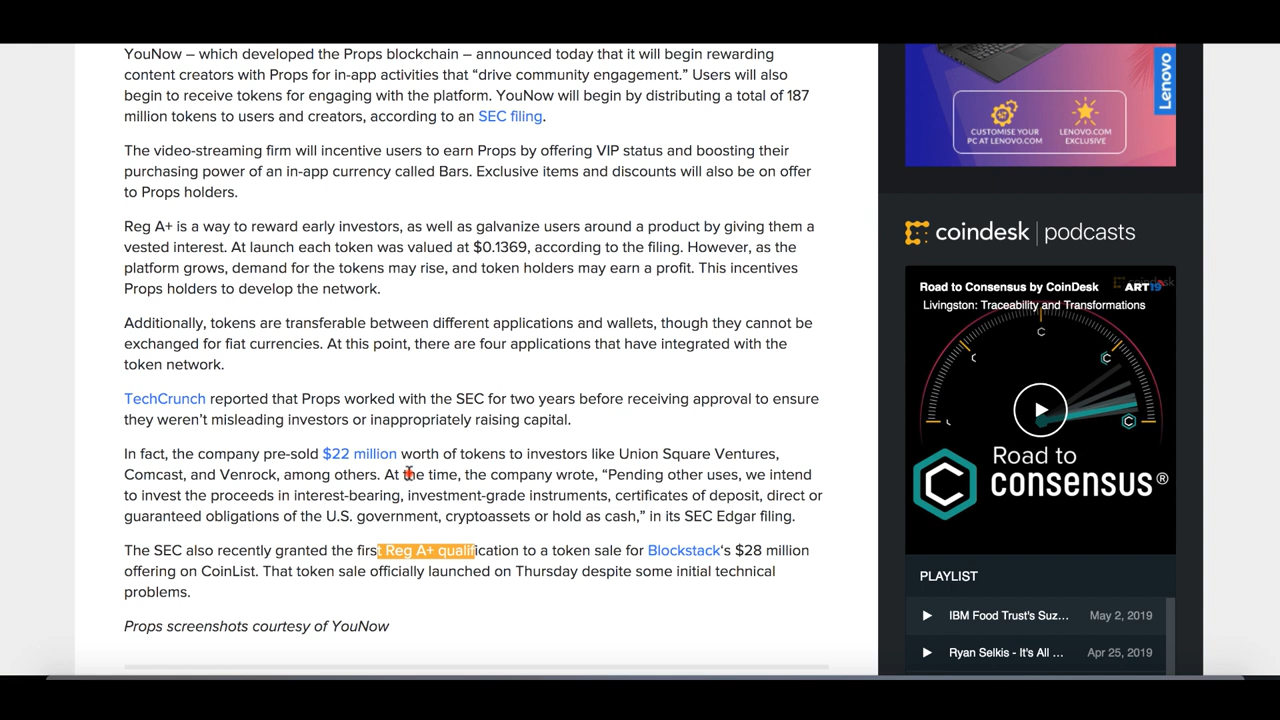 YouNow – which developed the Props blockchain – announced today that it will begin rewarding
content creators with Props for in-app activities that “drive community engagement.” Users will also
begin to receive tokens for engaging with the platform. YouNow will begin by distributing a total of 187
million tokens to users and creators, according to an SEC filing.
The video-streaming firm will incentive users to earn Props by offering VIP status and boosting their
purchasing power of an in-app currency called Bars. Exclusive items and discounts will also be on offer
to Props holders.
Reg A+ is a way to reward early investors, as well as galvanize users around a product by giving them a
vested interest. At launch each token was valued at $0.1369, according to the filing. However, as the
platform grows, demand for the tokens may rise, and token holders may earn a profit. This incentives
Props holders to develop the network.
Additionally, tokens are transferable between different applications and wallets, though they cannot be
exchanged for fiat currencies. At this point, there are four applications that have integrated with the
token network.
TechCrunch reported that Props worked with the SEC for two years before receiving approval to ensure
they weren’t misleading investors or inappropriately raising capital.
In fact, the company pre-sold $22 million worth of tokens to investors like Union Square Ventures,
Comcast, and Venrock, among others. At the time, the company wrote, “Pending other uses, we intend
to invest the proceeds in interest-bearing, investment-grade instruments, certificates of deposit, direct or
guaranteed obligations of the U.S. government, cryptoassets or hold as cash,” in its SEC Edgar filing.
The SEC also recently granted the first Reg A+ qualification to a token sale for Blockstack‘s $28 million
offering on CoinList. That token sale officially launched on Thursday despite some initial technical
problems.
Props screenshots courtesy of YouNow
Lenovo
CUSTOMISE YOUR
PC AT LENOVO.COM
LENOVO.COM
EXCLUSIVE
coindesk | podcasts
Road to Consensus by CoinDesk
ART19
coindesk
Livingston: Traceability and Transformations
Road to
consensus®
PLAYLIST
IBM Food Trust's Suz... May 2, 2019
Ryan Selkis - It's All ... Apr 25, 2019